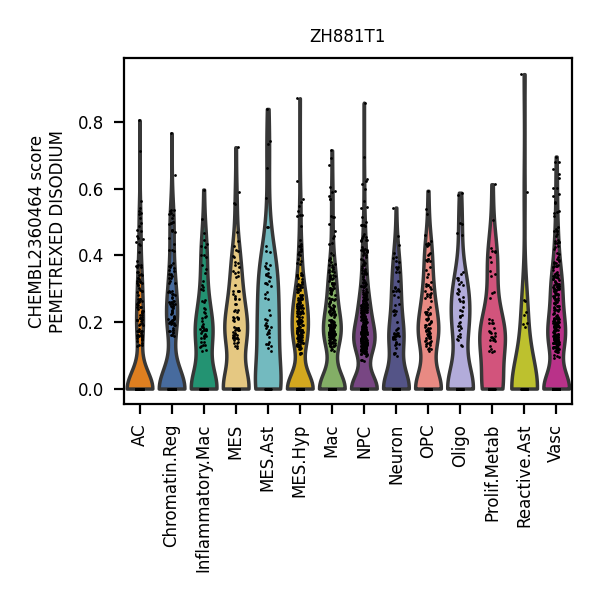 ZH881T1
CHEMBL2360464 score
PEMETREXED DISODIUM
0.8
0.6
0.4
0.2
0.0
AC
Chromatin.Reg
Inflammatory.Mac
MES
MES.Ast
MES.Hyp
Mac
NPC
Neuron
OPC
Oligo
Prolif.Metab
Reactive.Ast
Vasc